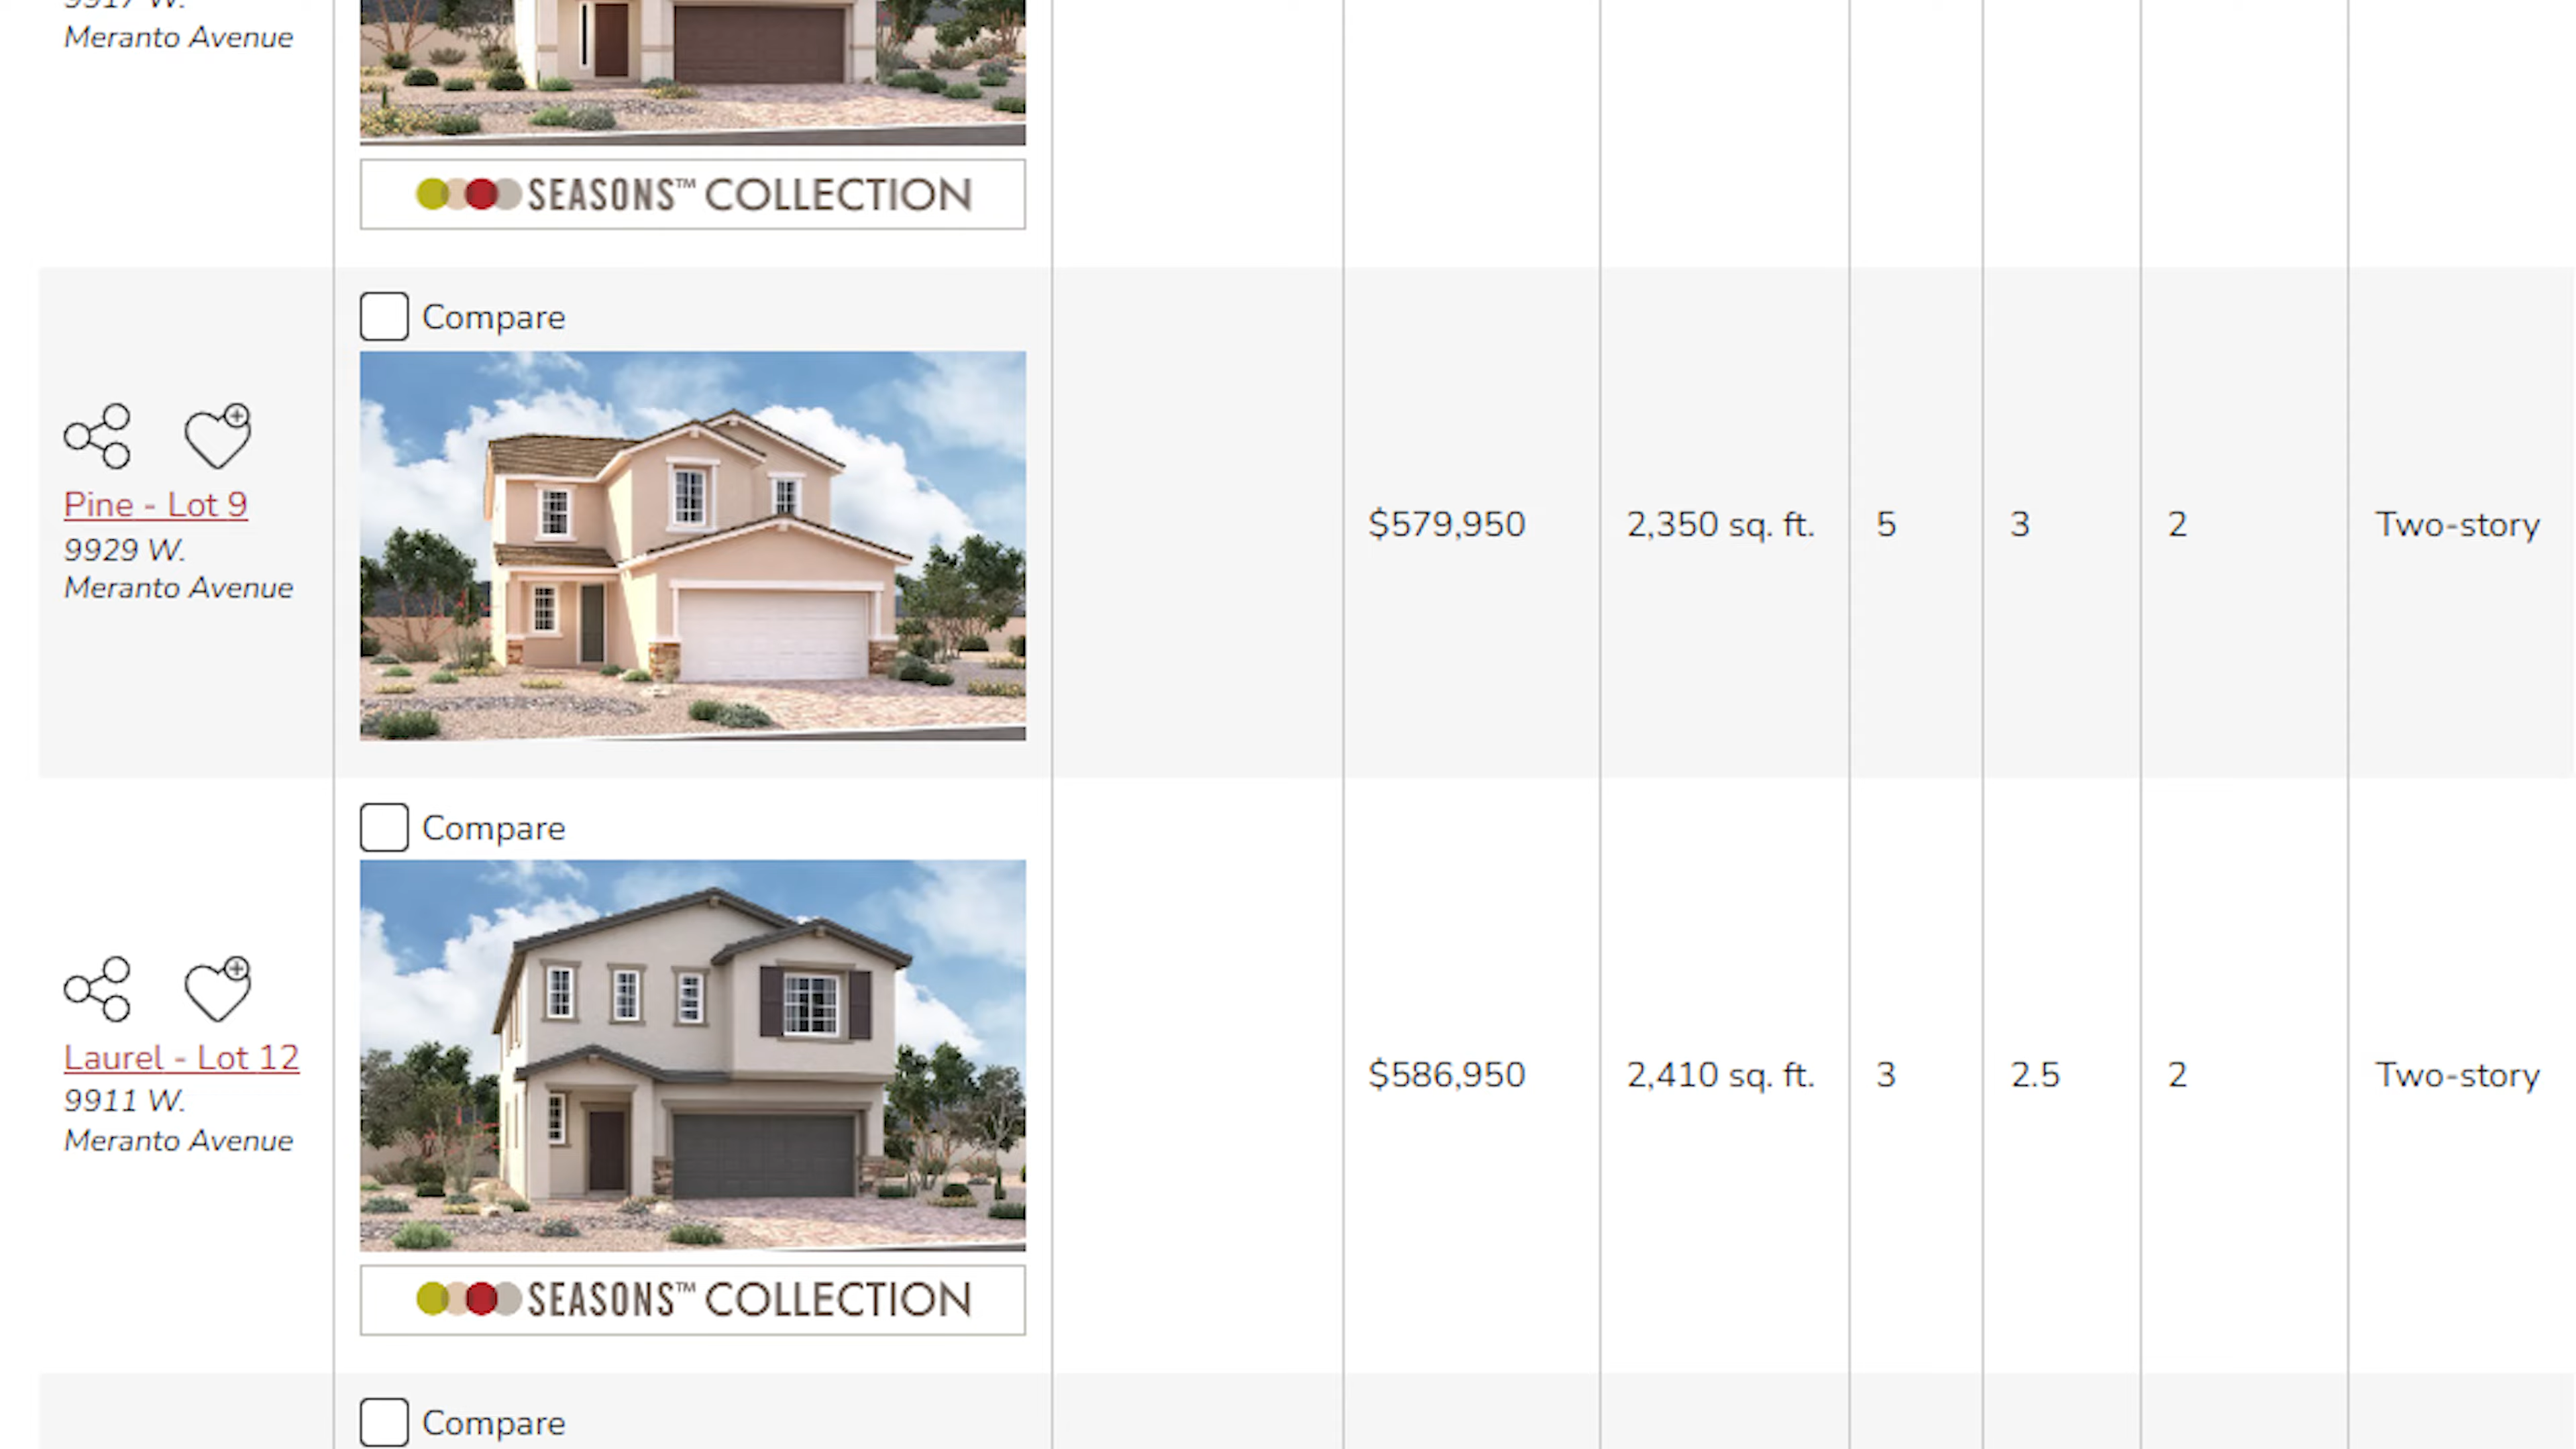 9917 W.
Meranto Avenue
SEASONS™ COLLECTION
Compare
Pine - Lot 9
9929 W.
Meranto Avenue
$579,950
2,350 sq. ft.
5
3
2
Two-story
Compare
Laurel - Lot 12
9911 W.
Meranto Avenue
$586,950
2,410 sq. ft.
3
2.5
2
Two-story
SEASONS™ COLLECTION
Compare